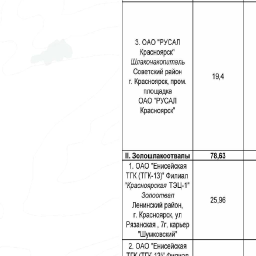 3. ОАО "РУСАЛ
Красноярск"
Шлакочакопитель
Советский район
г. Красноярск, пром.
площадка
ОАО "РУСАЛ
Красноярск"
19,4
II. Золошлакоотвалы 78,63
1. ОАО "Енисейская
ТГК (ТГК-13)" Филиал
"Красноярская ТЭЦ-1"
Золоотвал
Ленинский район,
г. Красноярск, ул
Рязанская , 7г, карьер
"Шумковский"
25,96
2. ОАО "Енисейская
ТГК (ТГК-13)" Филиал